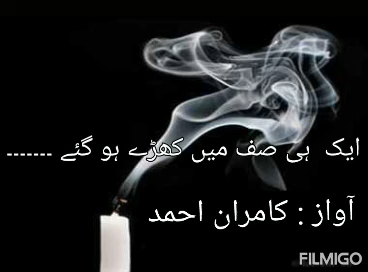 ایک ہی صف میں کھڑے ہو گئے -------
آواز : کامران احمد
FILMIGO